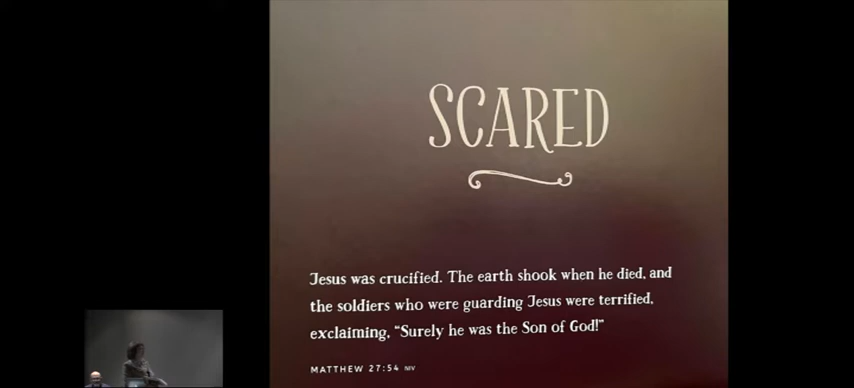 SCARED
Jesus was crucified. The earth shook when he died, and
the soldiers who were guarding Jesus were terrified,
exclaiming, “Surely he was the Son of God!”
MATTHEW 27:54 NIV